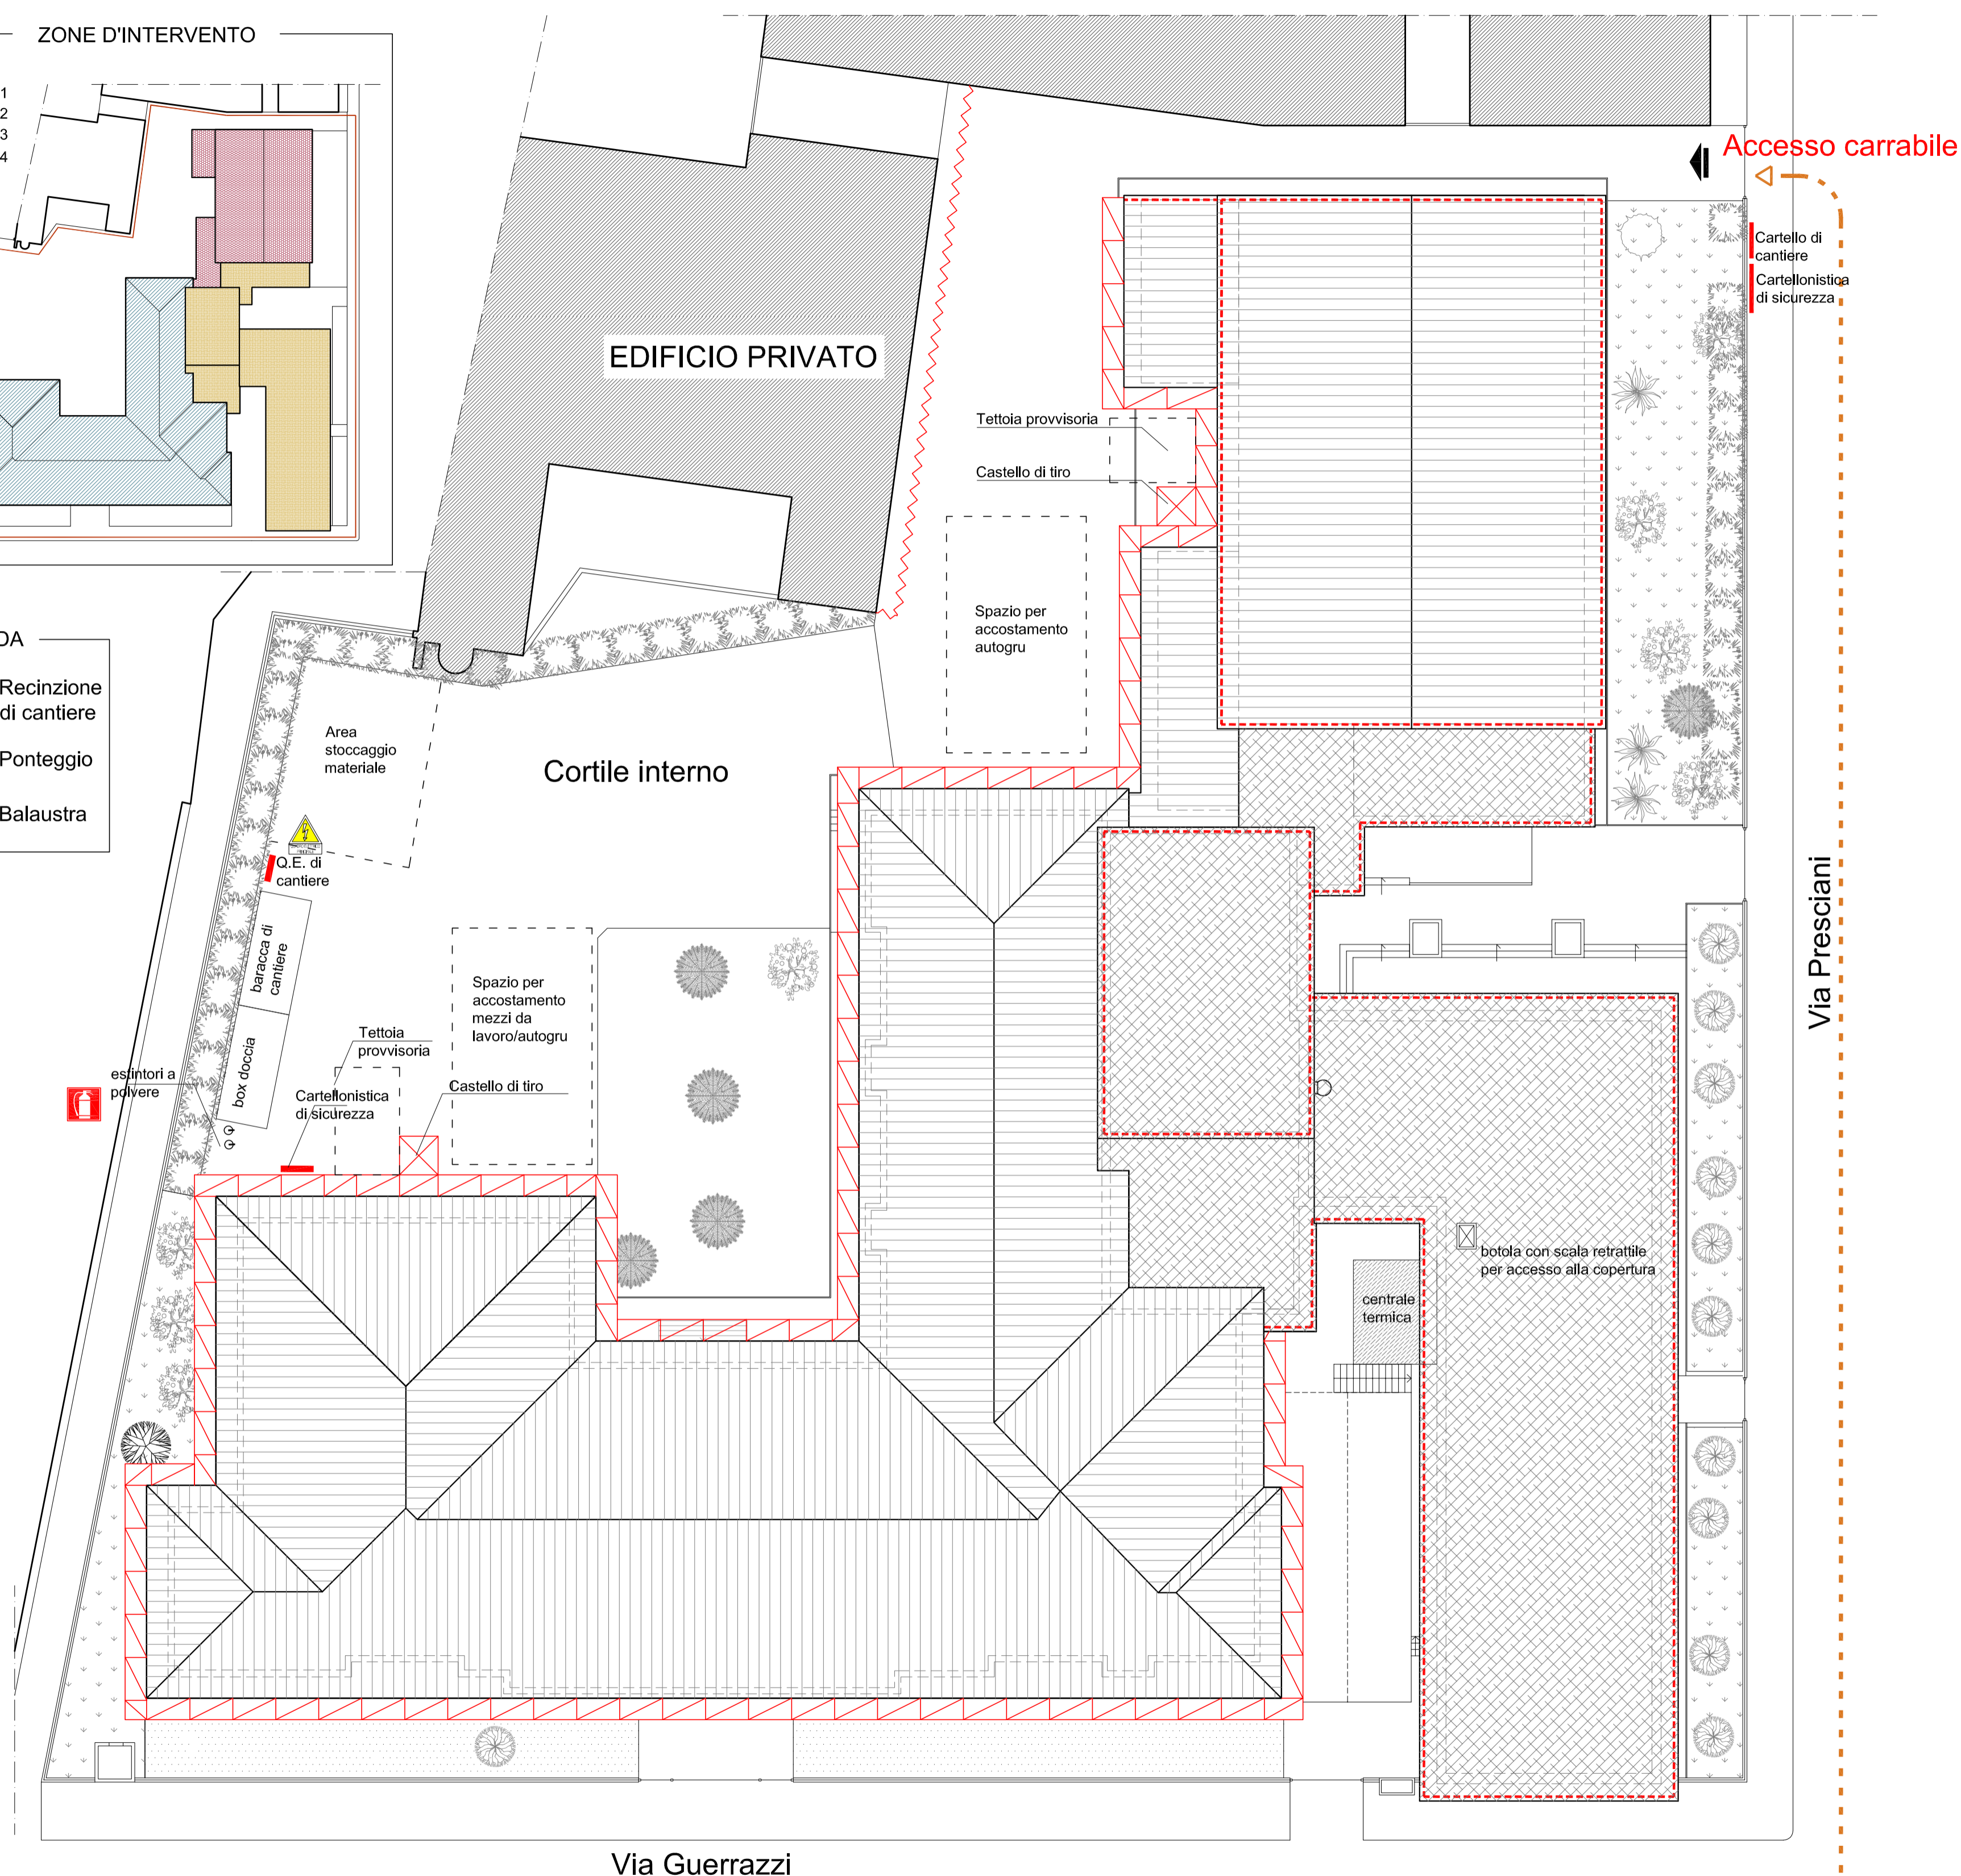 ZONE D'INTERVENTO
1
2
3
4
Accesso carrabile
Cartello di
cantiere
Cartellonistica
di sicurezza
EDIFICIO PRIVATO
Tettoia provvisoria
Castello di tiro
Spazio per
accostamento
autogru
DA
Recinzione
di cantiere
Ponteggio
Balaustra
Area
stoccaggio
materiale
Cortile interno
Q.E. di
cantiere
baracca di
cantiere
box doccia
Spazio per
accostamento
mezzi da
lavoro/autogru
Tettoia
provvisoria
Castello di tiro
Cartellonistica
di sicurezza
estintori a
polvere
Via Presciani
botola con scala retrattile
per accesso alla copertura
centrale
termica
Via Guerrazzi